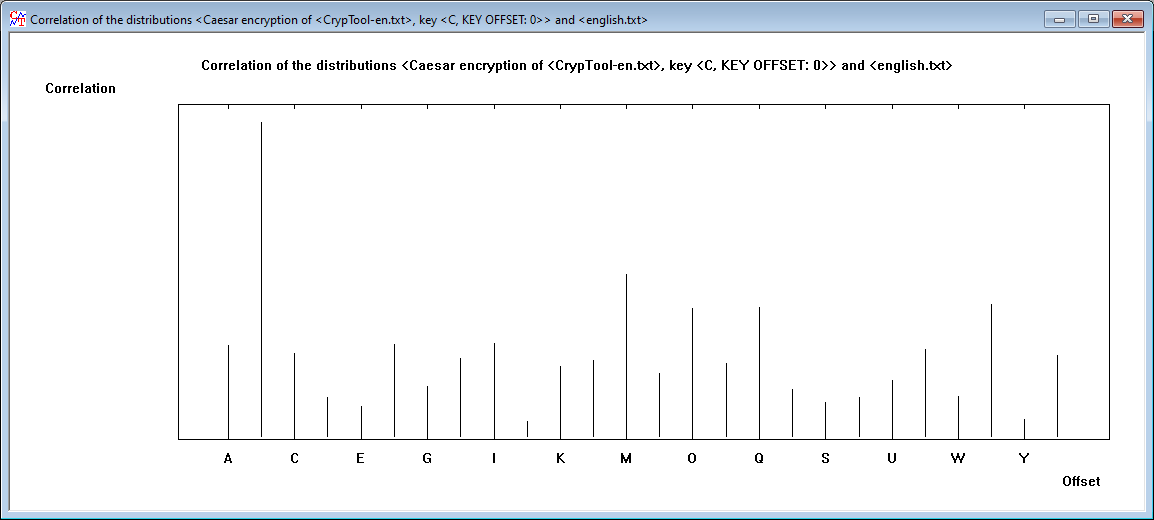 Correlation of the distributions <Caesar encryption of <CrypTool-en.txt>, key <C, KEY OFFSET: 0>> and <english.txt>
Correlation of the distributions <Caesar encryption of <CrypTool-en.txt>, key <C, KEY OFFSET: 0>> and <english.txt>
Correlation
A C E G I K M O Q S U W Y
Offset